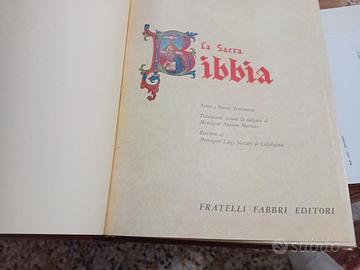 La Sacra
Bibbia
Antico e Nuovo Testamento
Traduzione secondo la volgata di
Monsignor Antonio Martini
Revisione di
Monsignor Luigi Nazari di Calabiana
FRATELLI FABBRI EDITORI
subito